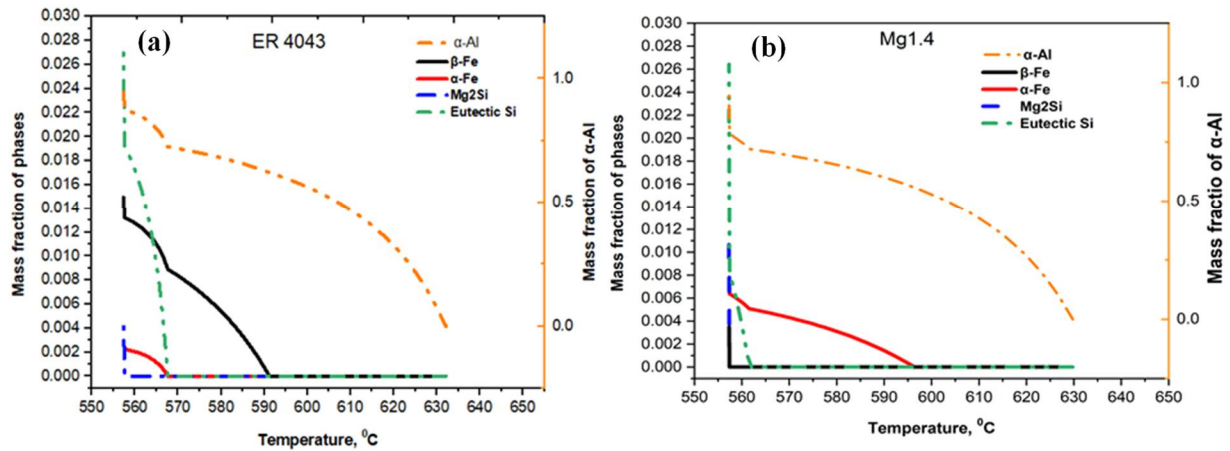 (a)
ER 4043
α-Al
β-Fe
α-Fe
Mg2Si
Eutectic Si
0.030
0.028
0.026
0.024
0.022
0.020
0.018
0.016
0.014
0.012
0.010
0.008
0.006
0.004
0.002
0.000
Mass fraction of phases
1.0
0.5
0.0
Mass fraction of α-Al
550 560 570 580 590 600 610 620 630 640 650
Temperature, ⁰C
(b)
Mg1.4
α-Al
β-Fe
α-Fe
Mg2Si
Eutectic Si
0.030
0.028
0.026
0.024
0.022
0.020
0.018
0.016
0.014
0.012
0.010
0.008
0.006
0.004
0.002
0.000
Mass fraction of phases
1.0
0.5
0.0
Mass fractio of α-Al
550 560 570 580 590 600 610 620 630 640 650
Temperature, ⁰C